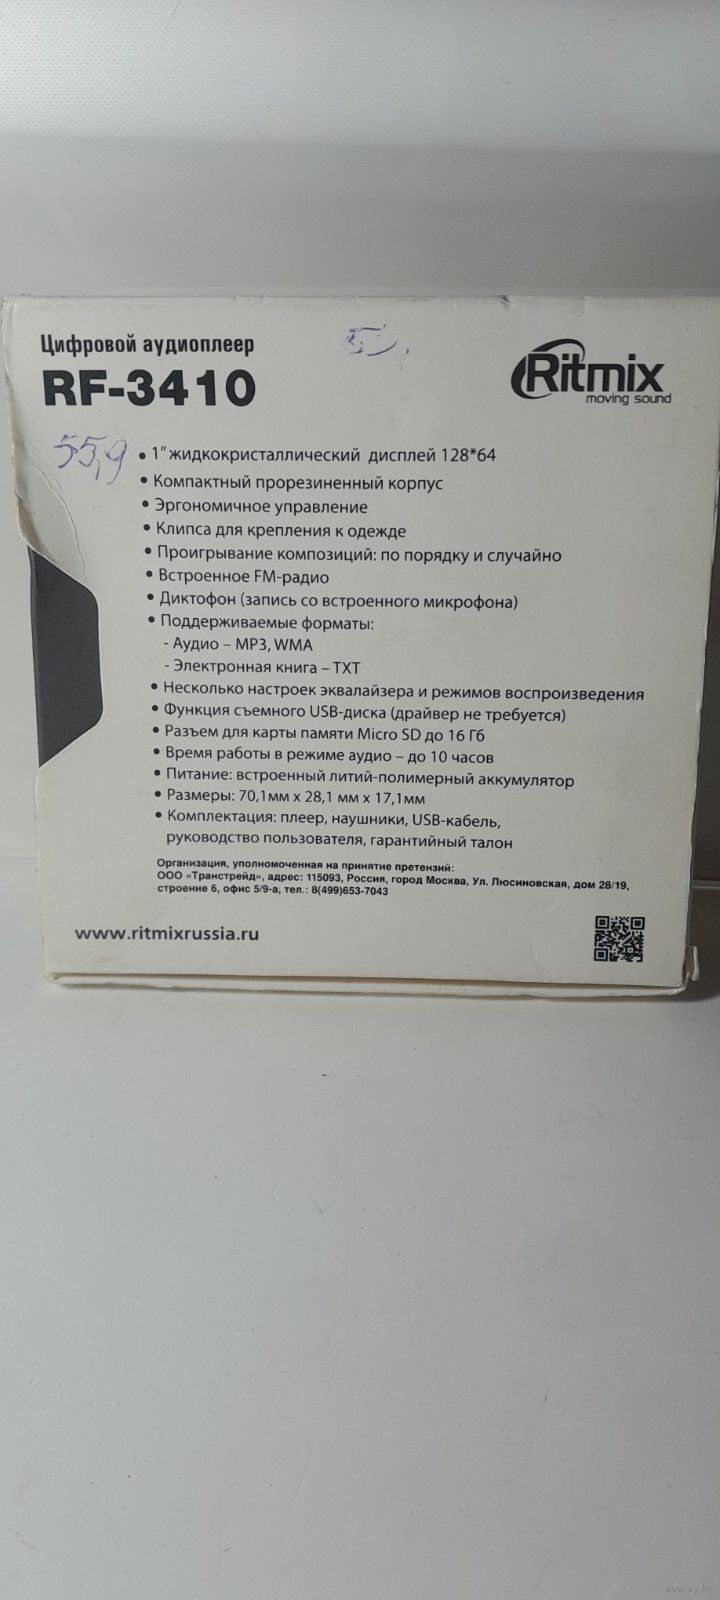 Цифровой аудиоплеер
RF-3410
Ritmix
moving sound
55,9
• 1” жидкокристаллический дисплей 128*64
• Компактный прорезиненный корпус
• Эргономичное управление
• Клипса для крепления к одежде
• Проигрывание композиций: по порядку и случайно
• Встроенное FM-радио
• Диктофон (запись со встроенного микрофона)
• Поддерживаемые форматы:
- Аудио – MP3, WMA
- Электронная книга – TXT
• Несколько настроек эквалайзера и режимов воспроизведения
• Функция съемного USB-диска (драйвер не требуется)
• Разъем для карты памяти Micro SD до 16 Гб
• Время работы в режиме аудио – до 10 часов
• Питание: встроенный литий-полимерный аккумулятор
• Размеры: 70,1мм x 28,1 мм x 17,1мм
• Комплектация: плеер, наушники, USB-кабель,
руководство пользователя, гарантийный талон
Организация, уполномоченная на принятие претензий:
ООО «Транстрейд», адрес: 115093, Россия, город Москва, Ул. Люсиновская, дом 28/19,
строение 6, офис 5/9-а, тел.: 8(499)653-7043
www.ritmixrussia.ru
www.ay.by